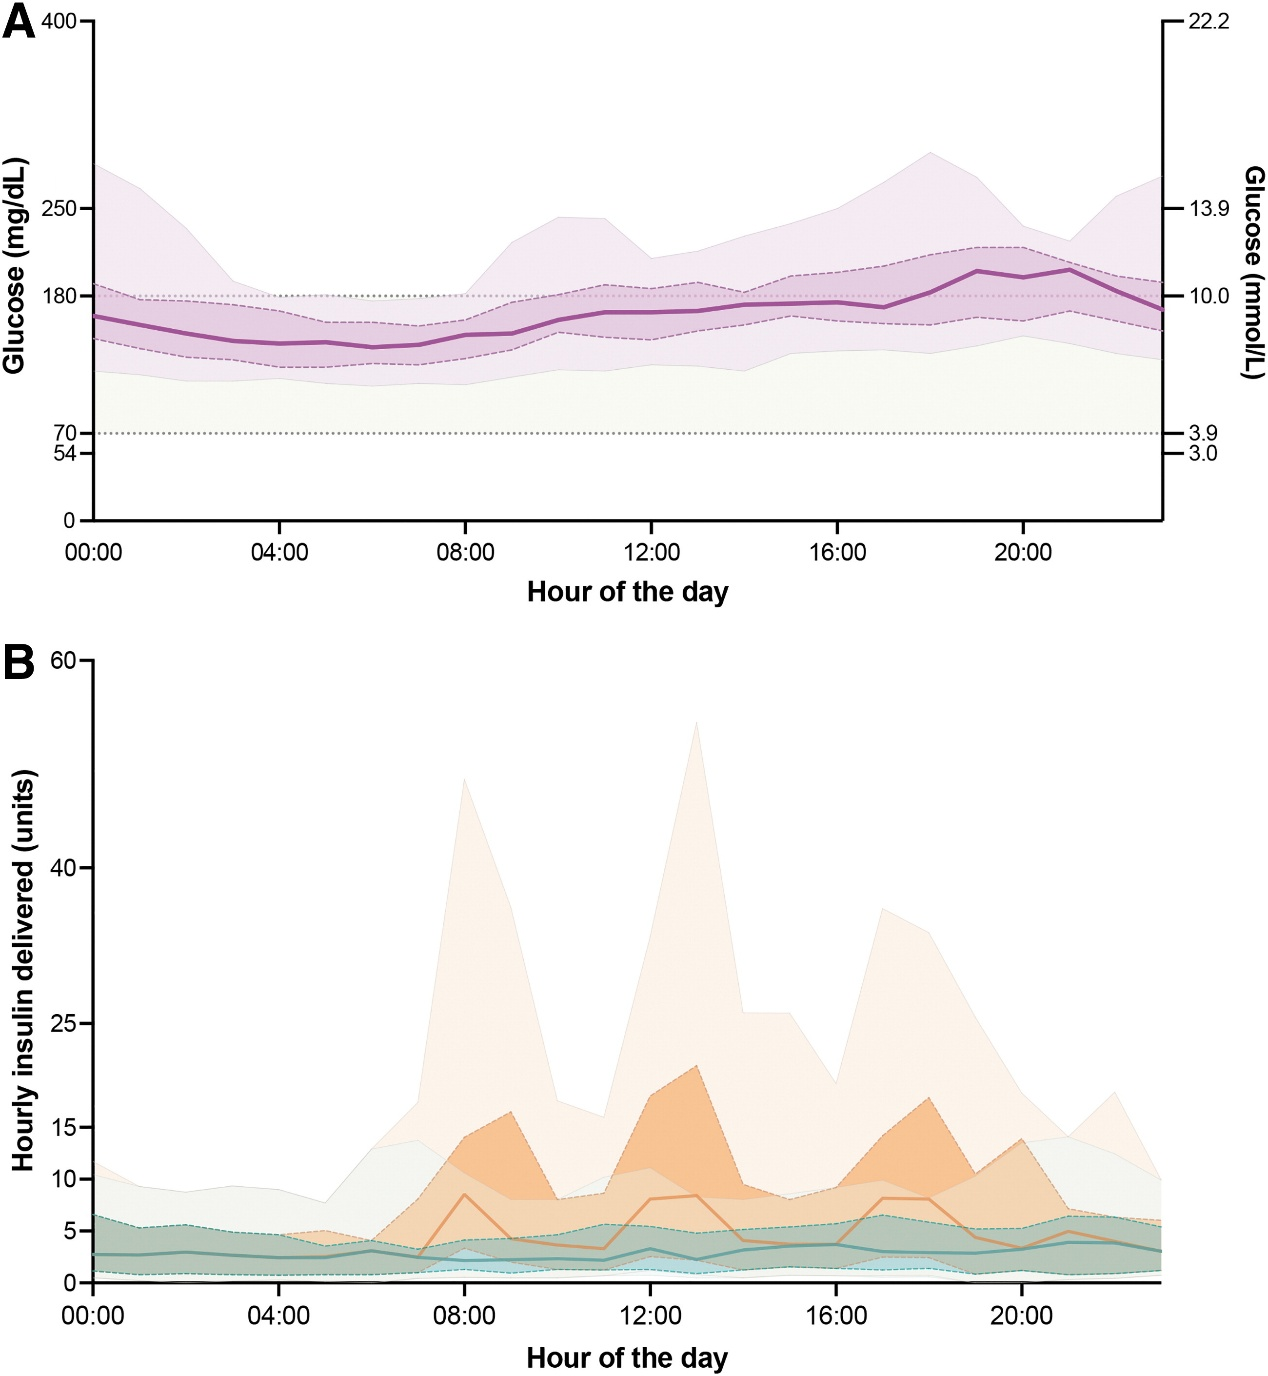 A
400
250
180
70
54
0
Glucose (mg/dL)
22.2
13.9
10.0
3.9
3.0
Glucose (mmol/L)
00:00 04:00 08:00 12:00 16:00 20:00
Hour of the day
B
60
40
25
15
10
5
0
Hourly insulin delivered (units)
00:00 04:00 08:00 12:00 16:00 20:00
Hour of the day